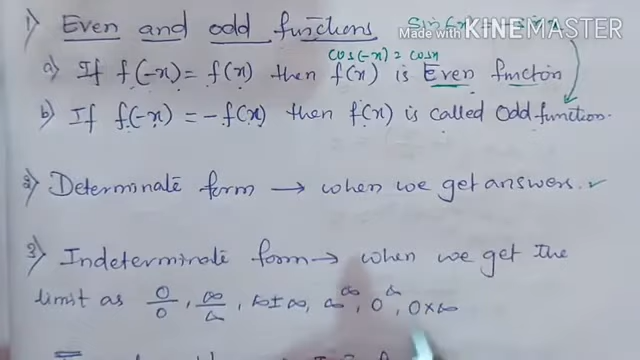 1) Even and odd functions sin(-x) = - sin x
Made with KINEMASTER
cos(-x) = cosx
a) If f(-x) = f(x) then f(x) is Even function
b) If f(-x) = -f(x) then f(x) is called Odd function.
2) Determinate form → when we get answers.
3) Indeterminate form → when we get the
limit as 0/0, ∞/∞, ∞ ± ∞, ∞^∞, 0^∞, 0×∞